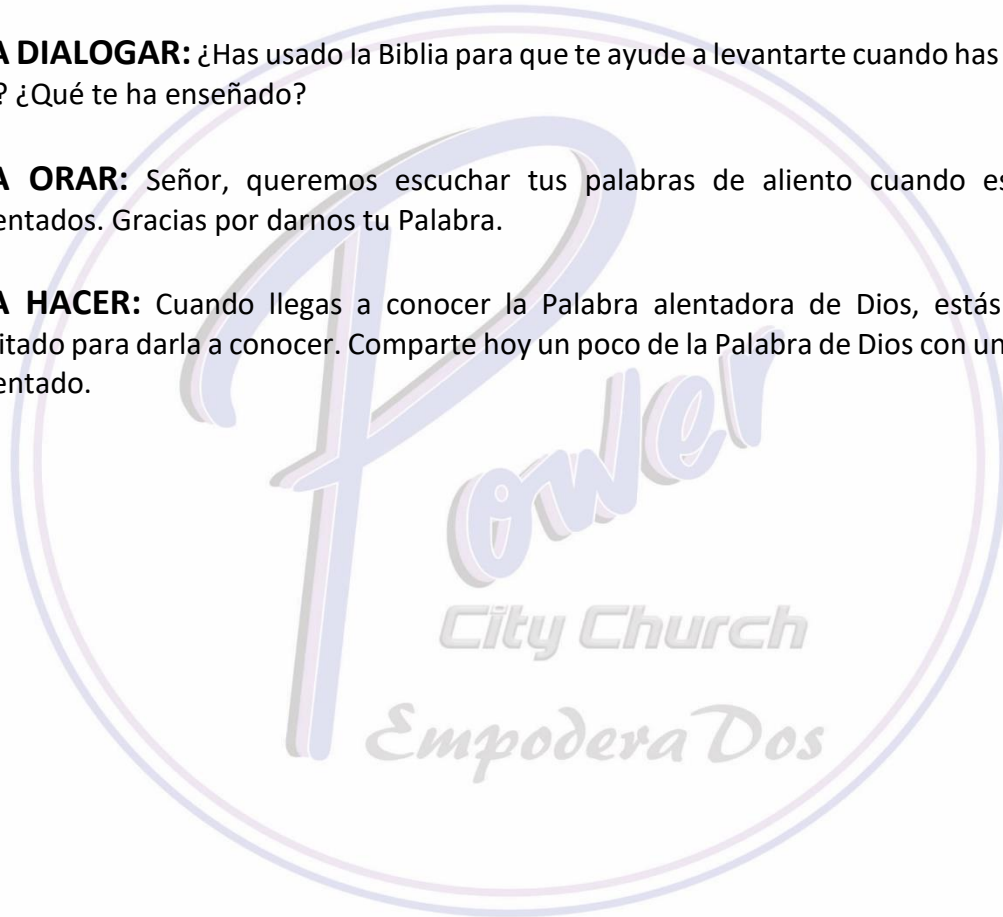 A DIALOGAR: ¿Has usado la Biblia para que te ayude a levantarte cuando has
? ¿Qué te ha enseñado?
A ORAR: Señor, queremos escuchar tus palabras de aliento cuando es
entados. Gracias por darnos tu Palabra.
A HACER: Cuando llegas a conocer la Palabra alentadora de Dios, estás
itado para darla a conocer. Comparte hoy un poco de la Palabra de Dios con un
entado.
Power
City Church
EmpoderaDos